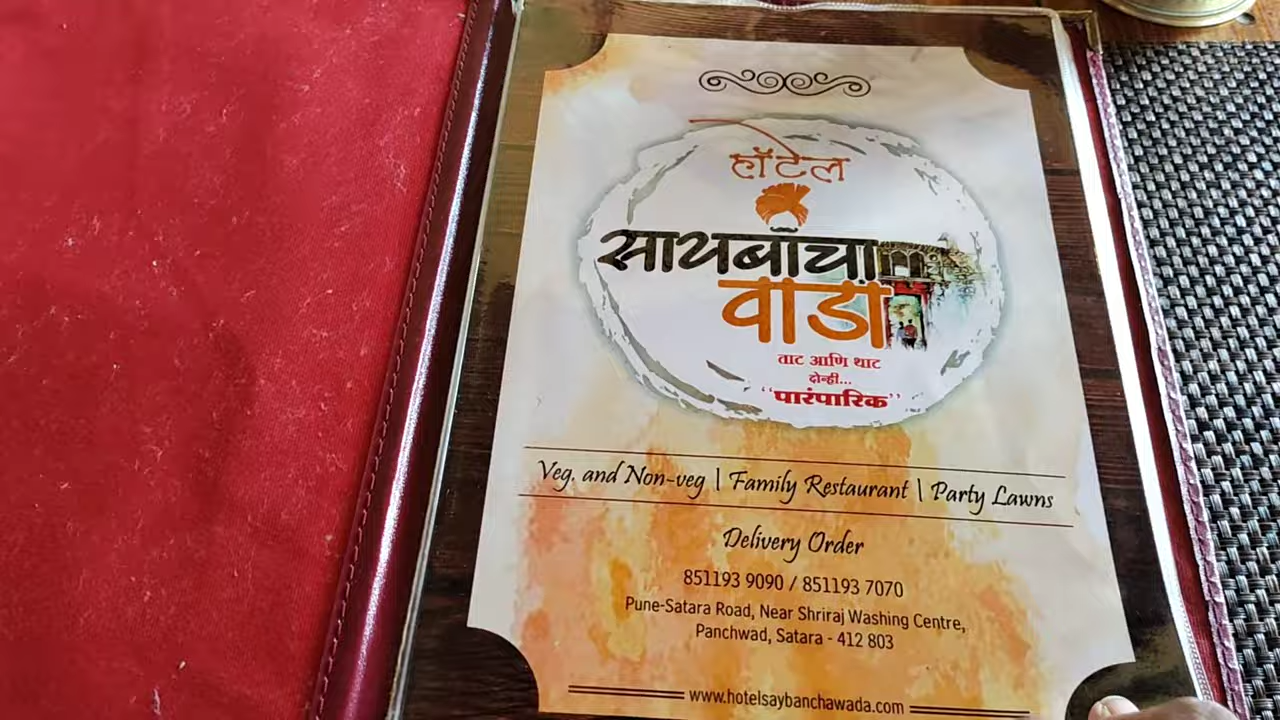 हॉटेल
सायबांचा
वाडा
ताट आणि थाट
दोन्ही...
"पारंपारिक"
Veg. and Non-veg | Family Restaurant | Party Lawns
Delivery Order
851193 9090 / 851193 7070
Pune-Satara Road, Near Shriraj Washing Centre,
Panchwad, Satara - 412 803
www.hotelsaybanchawada.com